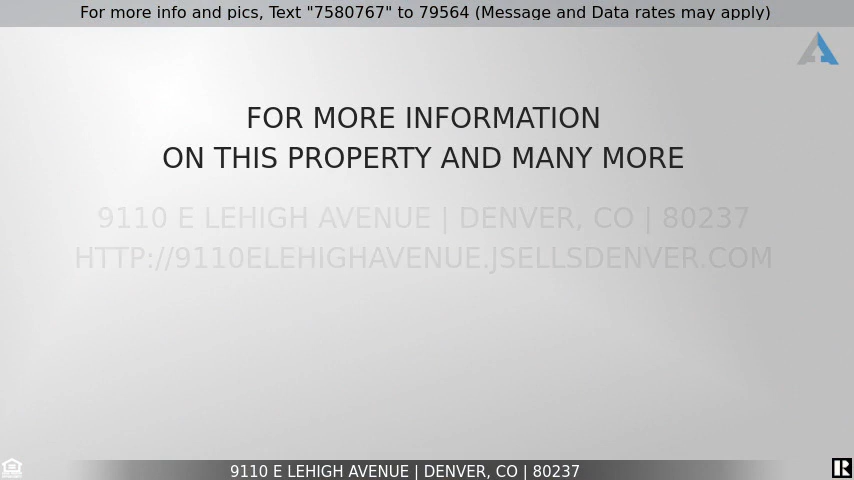 For more info and pics, Text "7580767" to 79564 (Message and Data rates may apply)
FOR MORE INFORMATION
ON THIS PROPERTY AND MANY MORE
9110 E LEHIGH AVENUE | DENVER, CO | 80237
HTTP://9110ELEHIGHAVENUE.JSELLSDENVER.COM
9110 E LEHIGH AVENUE | DENVER, CO | 80237